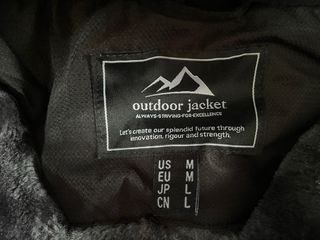 outdoor jacket
ALWAYS-STRIVING-FOR-EXCELLENCE
Let's create our splendid future through
innovation, rigour and strength.
US M
EU M
JP L
CN L